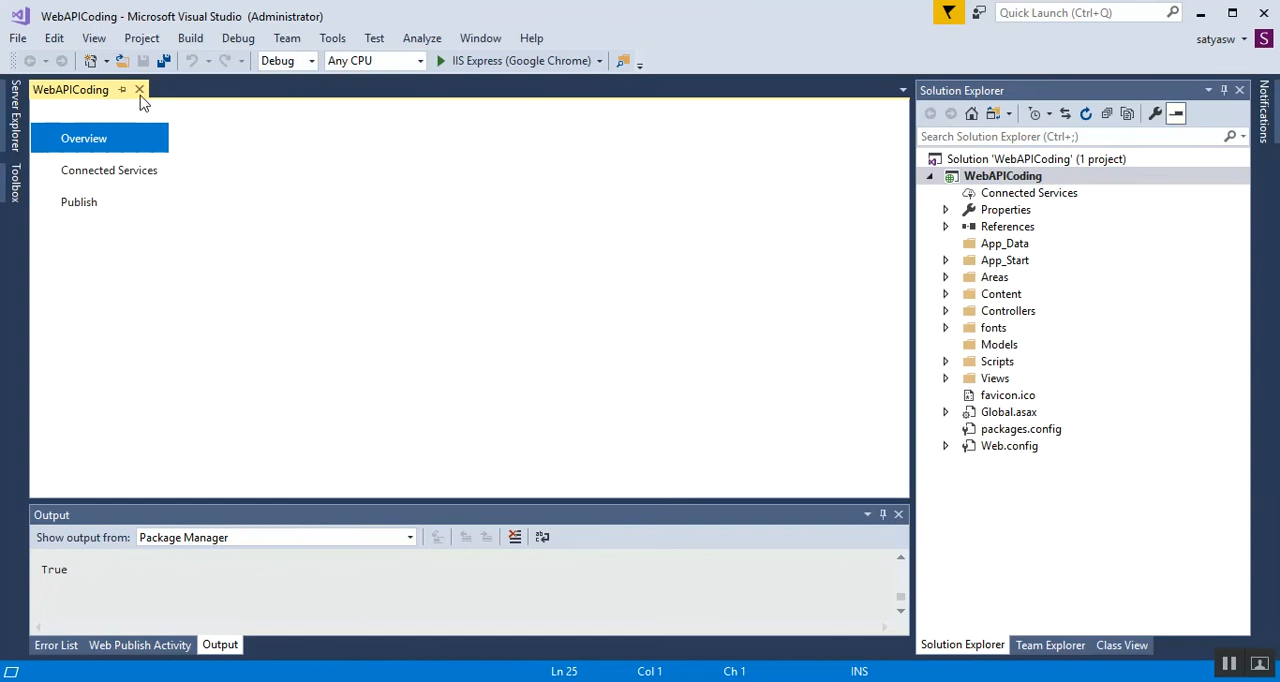 WebAPICoding - Microsoft Visual Studio (Administrator)
Quick Launch (Ctrl+Q)
File Edit View Project Build Debug Team Tools Test Analyze Window Help
satyasw S
Debug Any CPU IIS Express (Google Chrome)
Server Explorer
Toolbox
WebAPICoding
Overview
Connected Services
Publish
Solution Explorer
Search Solution Explorer (Ctrl+;)
Solution 'WebAPICoding' (1 project)
WebAPICoding
Connected Services
Properties
References
App_Data
App_Start
Areas
Content
Controllers
fonts
Models
Scripts
Views
favicon.ico
Global.asax
packages.config
Web.config
Notifications
Output
Show output from: Package Manager
True
Error List Web Publish Activity Output
Solution Explorer Team Explorer Class View
Ln 25 Col 1 Ch 1 INS